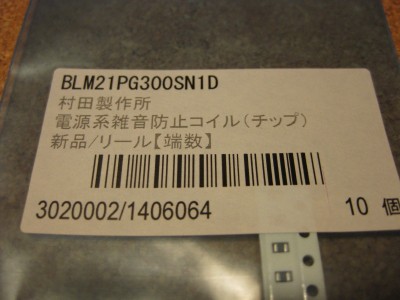 BLM21PG300SN1D
村田製作所
電源系雑音防止コイル(チップ)
新品/リール【端数】
3020002/1406064 10 個